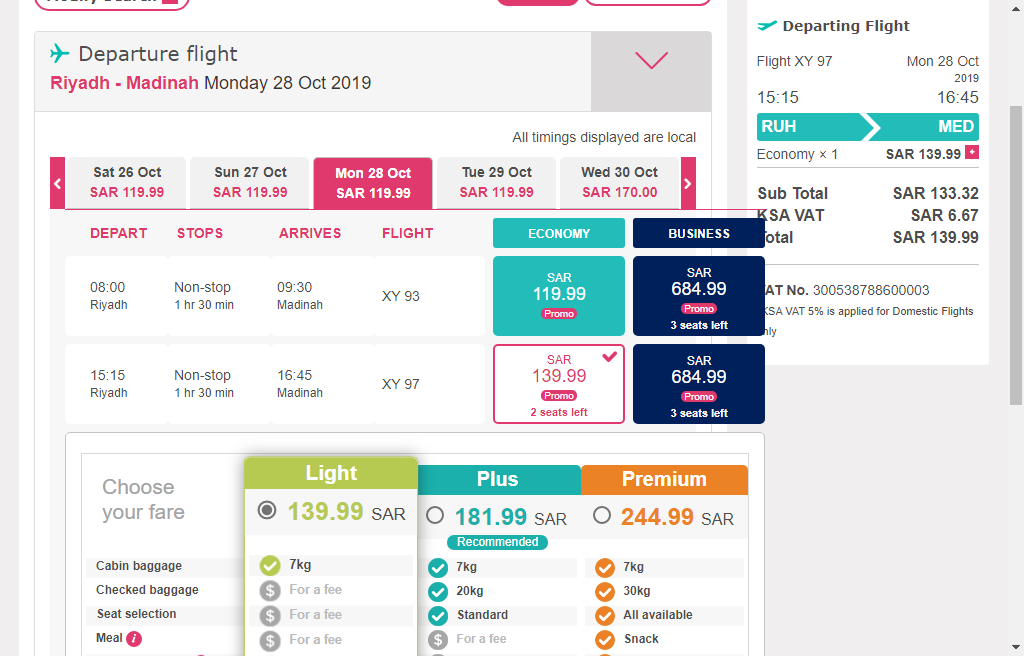 Departure flight
Riyadh - Madinah Monday 28 Oct 2019
All timings displayed are local
Sat 26 Oct
SAR 119.99
Sun 27 Oct
SAR 119.99
Mon 28 Oct
SAR 119.99
Tue 29 Oct
SAR 119.99
Wed 30 Oct
SAR 170.00
DEPART STOPS ARRIVES FLIGHT ECONOMY BUSINESS
08:00
Riyadh
Non-stop
1 hr 30 min
09:30
Madinah
XY 93
SAR
119.99
Promo
SAR
684.99
Promo
3 seats left
15:15
Riyadh
Non-stop
1 hr 30 min
16:45
Madinah
XY 97
SAR
139.99
Promo
2 seats left
SAR
684.99
Promo
3 seats left
Choose
your fare
Light
139.99 SAR
Plus
181.99 SAR
Recommended
Premium
244.99 SAR
Cabin baggage 7kg 7kg 7kg
Checked baggage For a fee 20kg 30kg
Seat selection For a fee Standard All available
Meal i For a fee For a fee Snack
Departing Flight
Flight XY 97 Mon 28 Oct
2019
15:15 16:45
RUH MED
Economy × 1 SAR 139.99 +
Sub Total SAR 133.32
KSA VAT SAR 6.67
Total SAR 139.99
VAT No. 300538788600003
KSA VAT 5% is applied for Domestic Flights